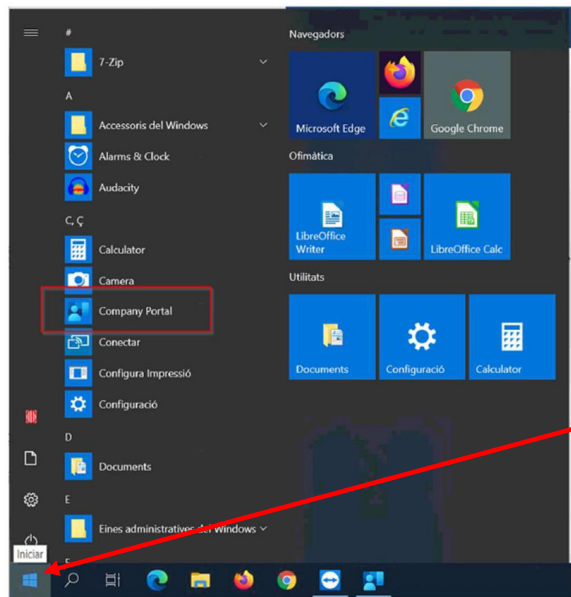 #
7-Zip
A
Accessoris del Windows
Alarms & Clock
Audacity
C, Ç
Calculator
Camera
Company Portal
Conectar
Configura Impressió
Configuració
D
Documents
E
Eines administratives del Windows
F
Iniciar
Navegadors
Microsoft Edge
Google Chrome
Ofimàtica
LibreOffice
Writer
LibreOffice Calc
Utilitats
Documents
Configuració
Calculator